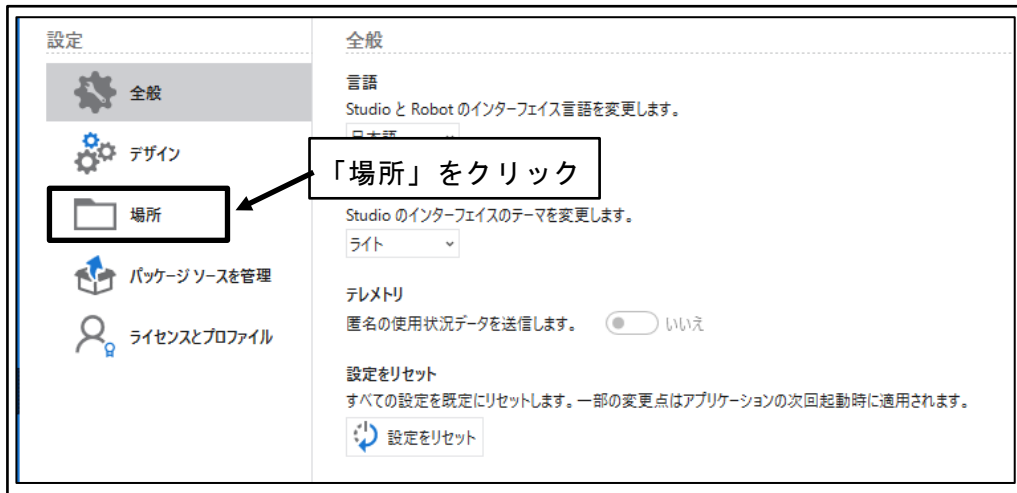 設定
全般
デザイン
場所
パッケージ ソースを管理
ライセンスとプロファイル
全般
言語
Studio と Robot のインターフェイス言語を変更します。
日本語
「場所」をクリック
Studio のインターフェイスのテーマを変更します。
ライト
テレメトリ
匿名の使用状況データを送信します。 いいえ
設定をリセット
すべての設定を既定にリセットします。一部の変更点はアプリケーションの次回起動時に適用されます。
設定をリセット